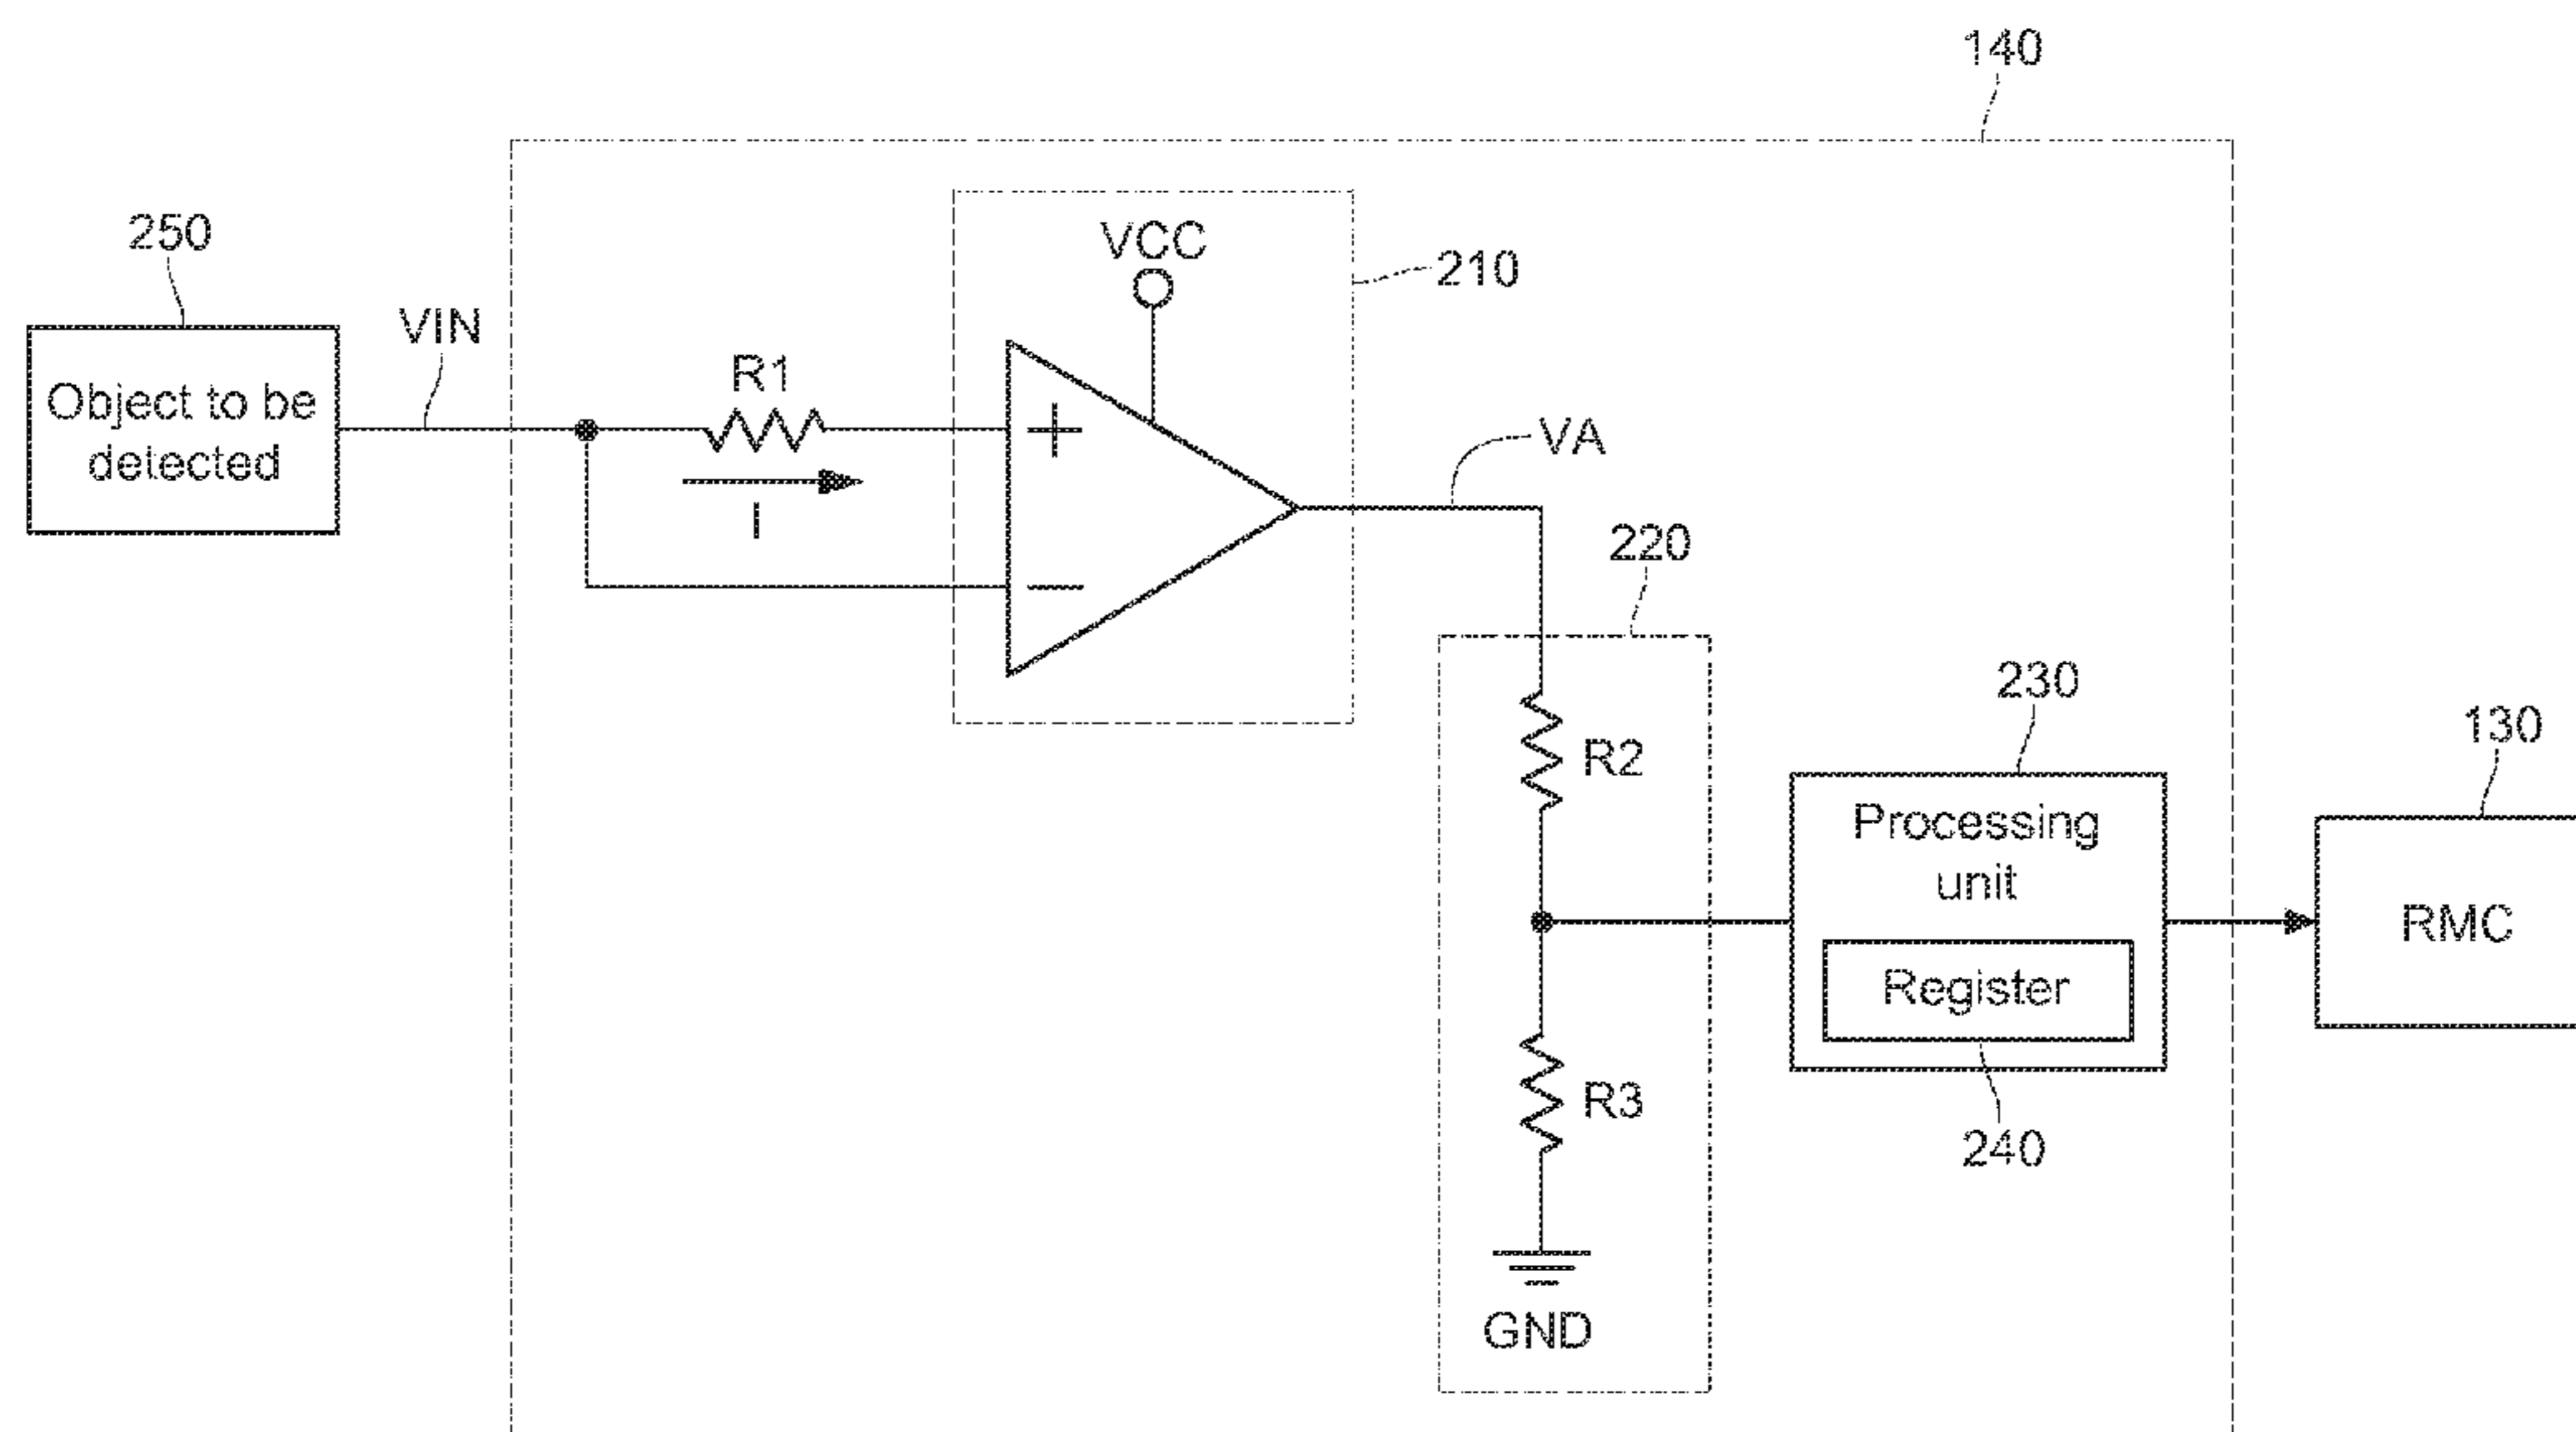 140
250
VCC
210
VIN
R1
Object to be
detected
+
VA
I
220
−
230
130
R2
Processing
unit
RMC
Register
R3
240
GND